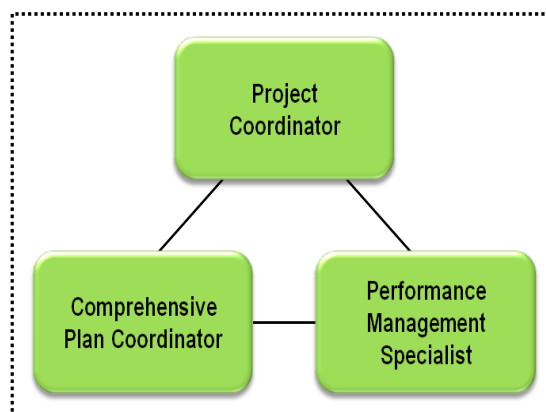 Project
Coordinator
Comprehensive
Plan Coordinator
Performance
Management
Specialist